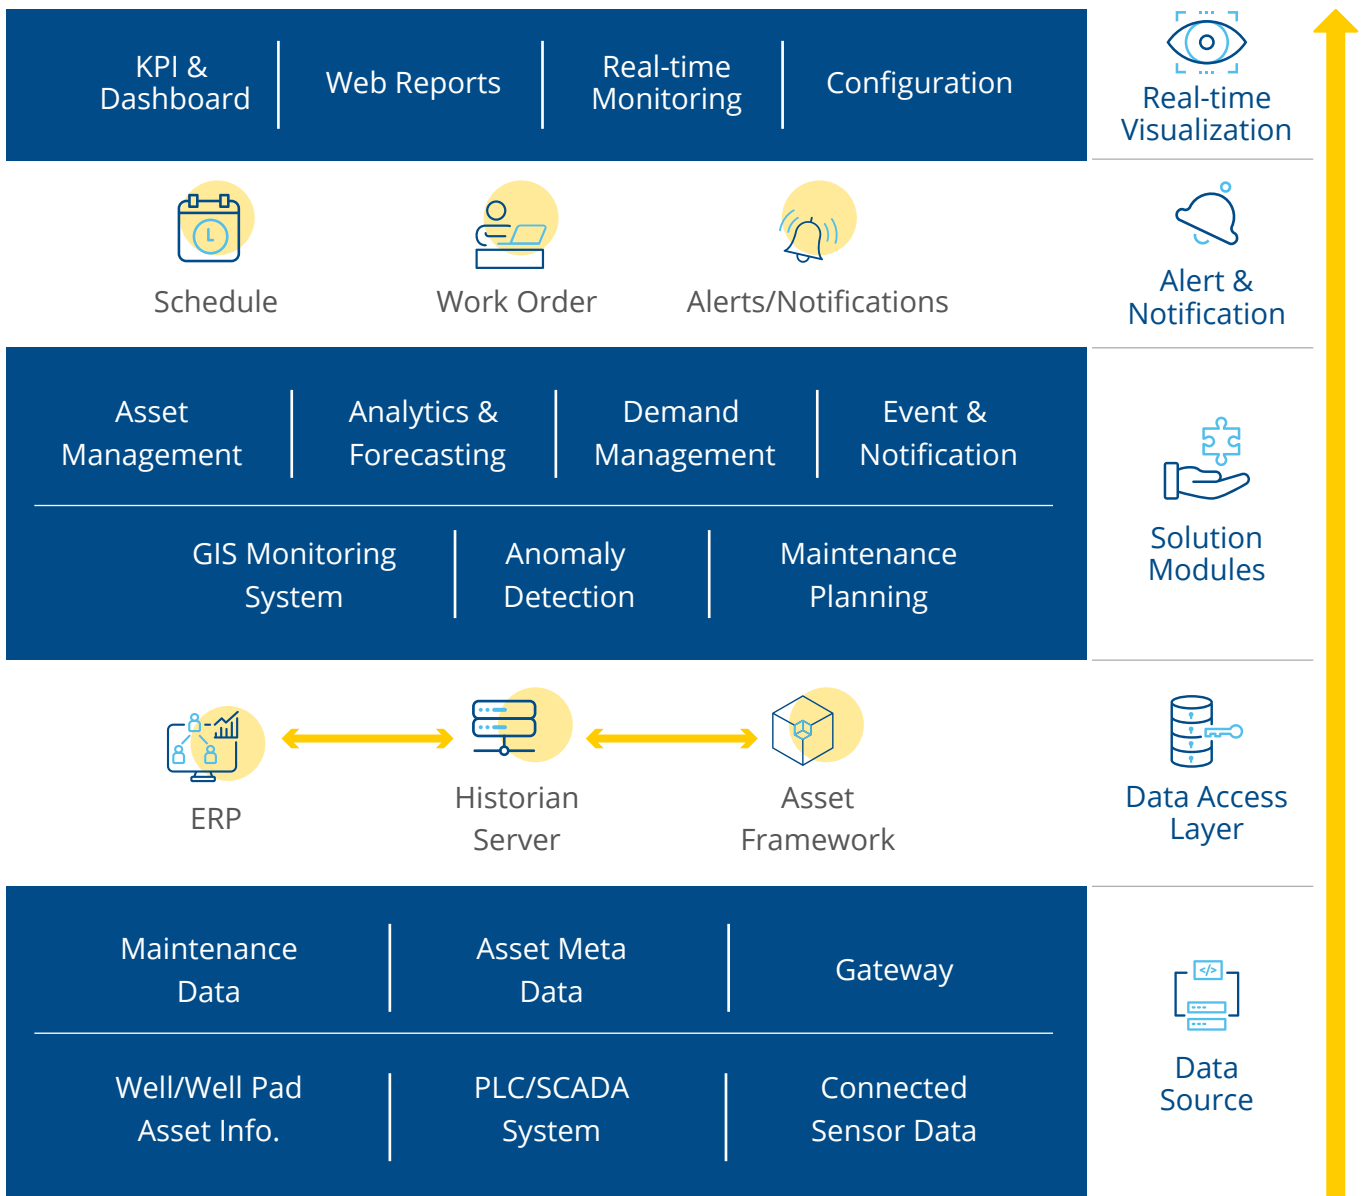 KPI &
Dashboard
Web Reports
Real-time
Monitoring
Configuration
Real-time
Visualization
Schedule
Work Order
Alerts/Notifications
Alert &
Notification
Asset
Management
Analytics &
Forecasting
Demand
Management
Event &
Notification
GIS Monitoring
System
Anomaly
Detection
Maintenance
Planning
Solution
Modules
ERP
Historian
Server
Asset
Framework
Data Access
Layer
Maintenance
Data
Asset Meta
Data
Gateway
Well/Well Pad
Asset Info.
PLC/SCADA
System
Connected
Sensor Data
</>
Data
Source